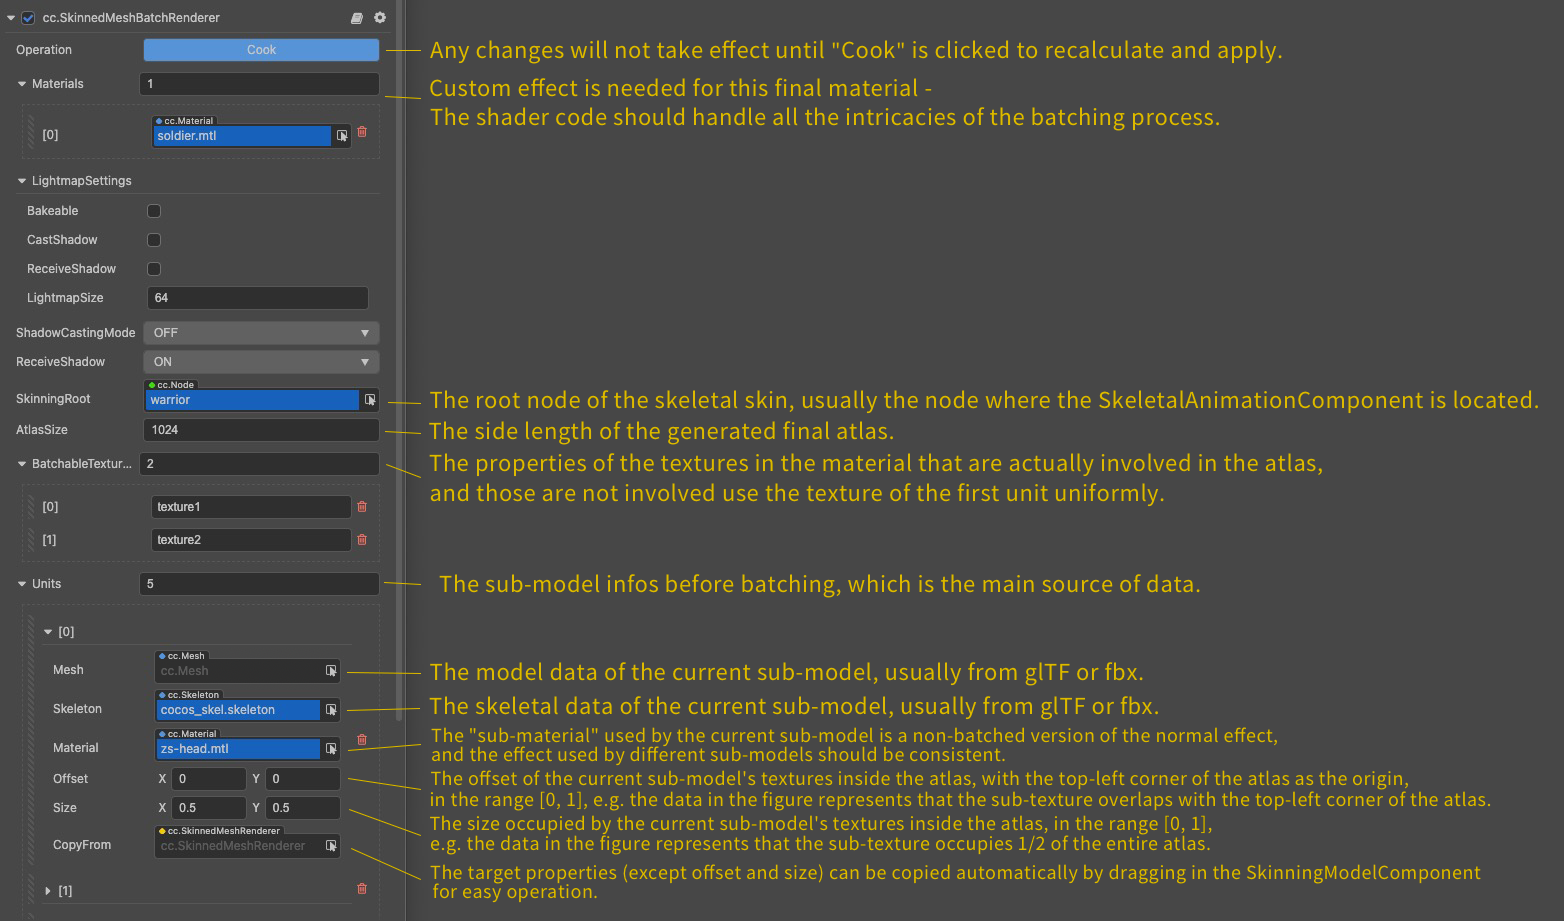 cc.SkinnedMeshBatchRenderer
Operation
Cook
Any changes will not take effect until "Cook" is clicked to recalculate and apply.
Materials
1
Custom effect is needed for this final material -
The shader code should handle all the intricacies of the batching process.
[0]
cc.Material
soldier.mtl
LightmapSettings
Bakeable
CastShadow
ReceiveShadow
LightmapSize
64
ShadowCastingMode
OFF
ReceiveShadow
ON
SkinningRoot
cc.Node
warrior
The root node of the skeletal skin, usually the node where the SkeletalAnimationComponent is located.
AtlasSize
1024
The side length of the generated final atlas.
BatchableTextur...
2
The properties of the textures in the material that are actually involved in the atlas,
and those are not involved use the texture of the first unit uniformly.
[0]
texture1
[1]
texture2
Units
5
The sub-model infos before batching, which is the main source of data.
[0]
Mesh
cc.Mesh
cc.Mesh
The model data of the current sub-model, usually from glTF or fbx.
Skeleton
cc.Skeleton
cocos_skel.skeleton
The skeletal data of the current sub-model, usually from glTF or fbx.
Material
cc.Material
zs-head.mtl
The "sub-material" used by the current sub-model is a non-batched version of the normal effect,
and the effect used by different sub-models should be consistent.
Offset
X 0
Y 0
The offset of the current sub-model's textures inside the atlas, with the top-left corner of the atlas as the origin,
in the range [0, 1], e.g. the data in the figure represents that the sub-texture overlaps with the top-left corner of the atlas.
Size
X 0.5
Y 0.5
The size occupied by the current sub-model's textures inside the atlas, in the range [0, 1],
e.g. the data in the figure represents that the sub-texture occupies 1/2 of the entire atlas.
CopyFrom
cc.SkinnedMeshRenderer
cc.SkinnedMeshRenderer
The target properties (except offset and size) can be copied automatically by dragging in the SkinningModelComponent
for easy operation.
[1]